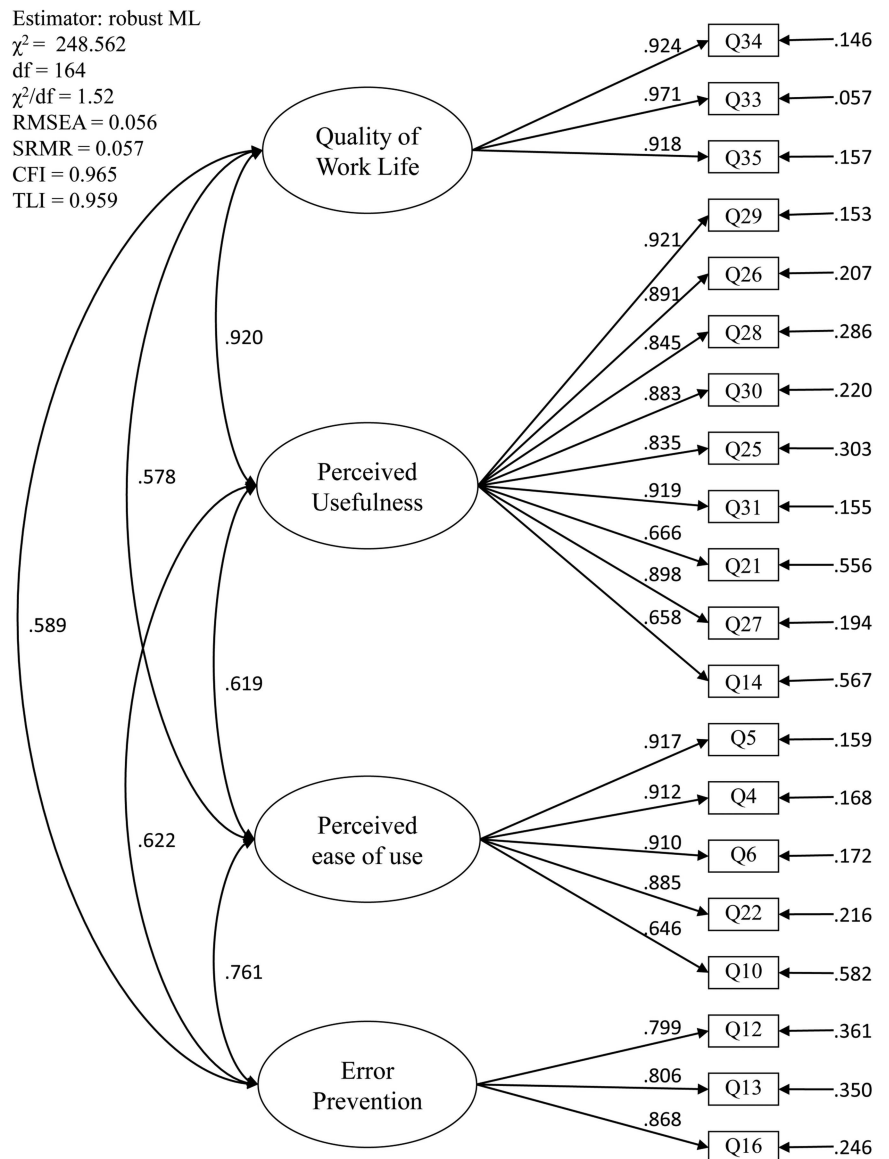 Estimator: robust ML
χ² = 248.562
df = 164
χ²/df = 1.52
RMSEA = 0.056
SRMR = 0.057
CFI = 0.965
TLI = 0.959
Quality of
Work Life
Perceived
Usefulness
Perceived
ease of use
Error
Prevention
.920
.578
.589
.619
.622
.761
.924 Q34 .146
.971 Q33 .057
.918 Q35 .157
.921 Q29 .153
.891 Q26 .207
.845 Q28 .286
.883 Q30 .220
.835 Q25 .303
.919 Q31 .155
.666 Q21 .556
.898 Q27 .194
.658 Q14 .567
.917 Q5 .159
.912 Q4 .168
.910 Q6 .172
.885 Q22 .216
.646 Q10 .582
.799 Q12 .361
.806 Q13 .350
.868 Q16 .246